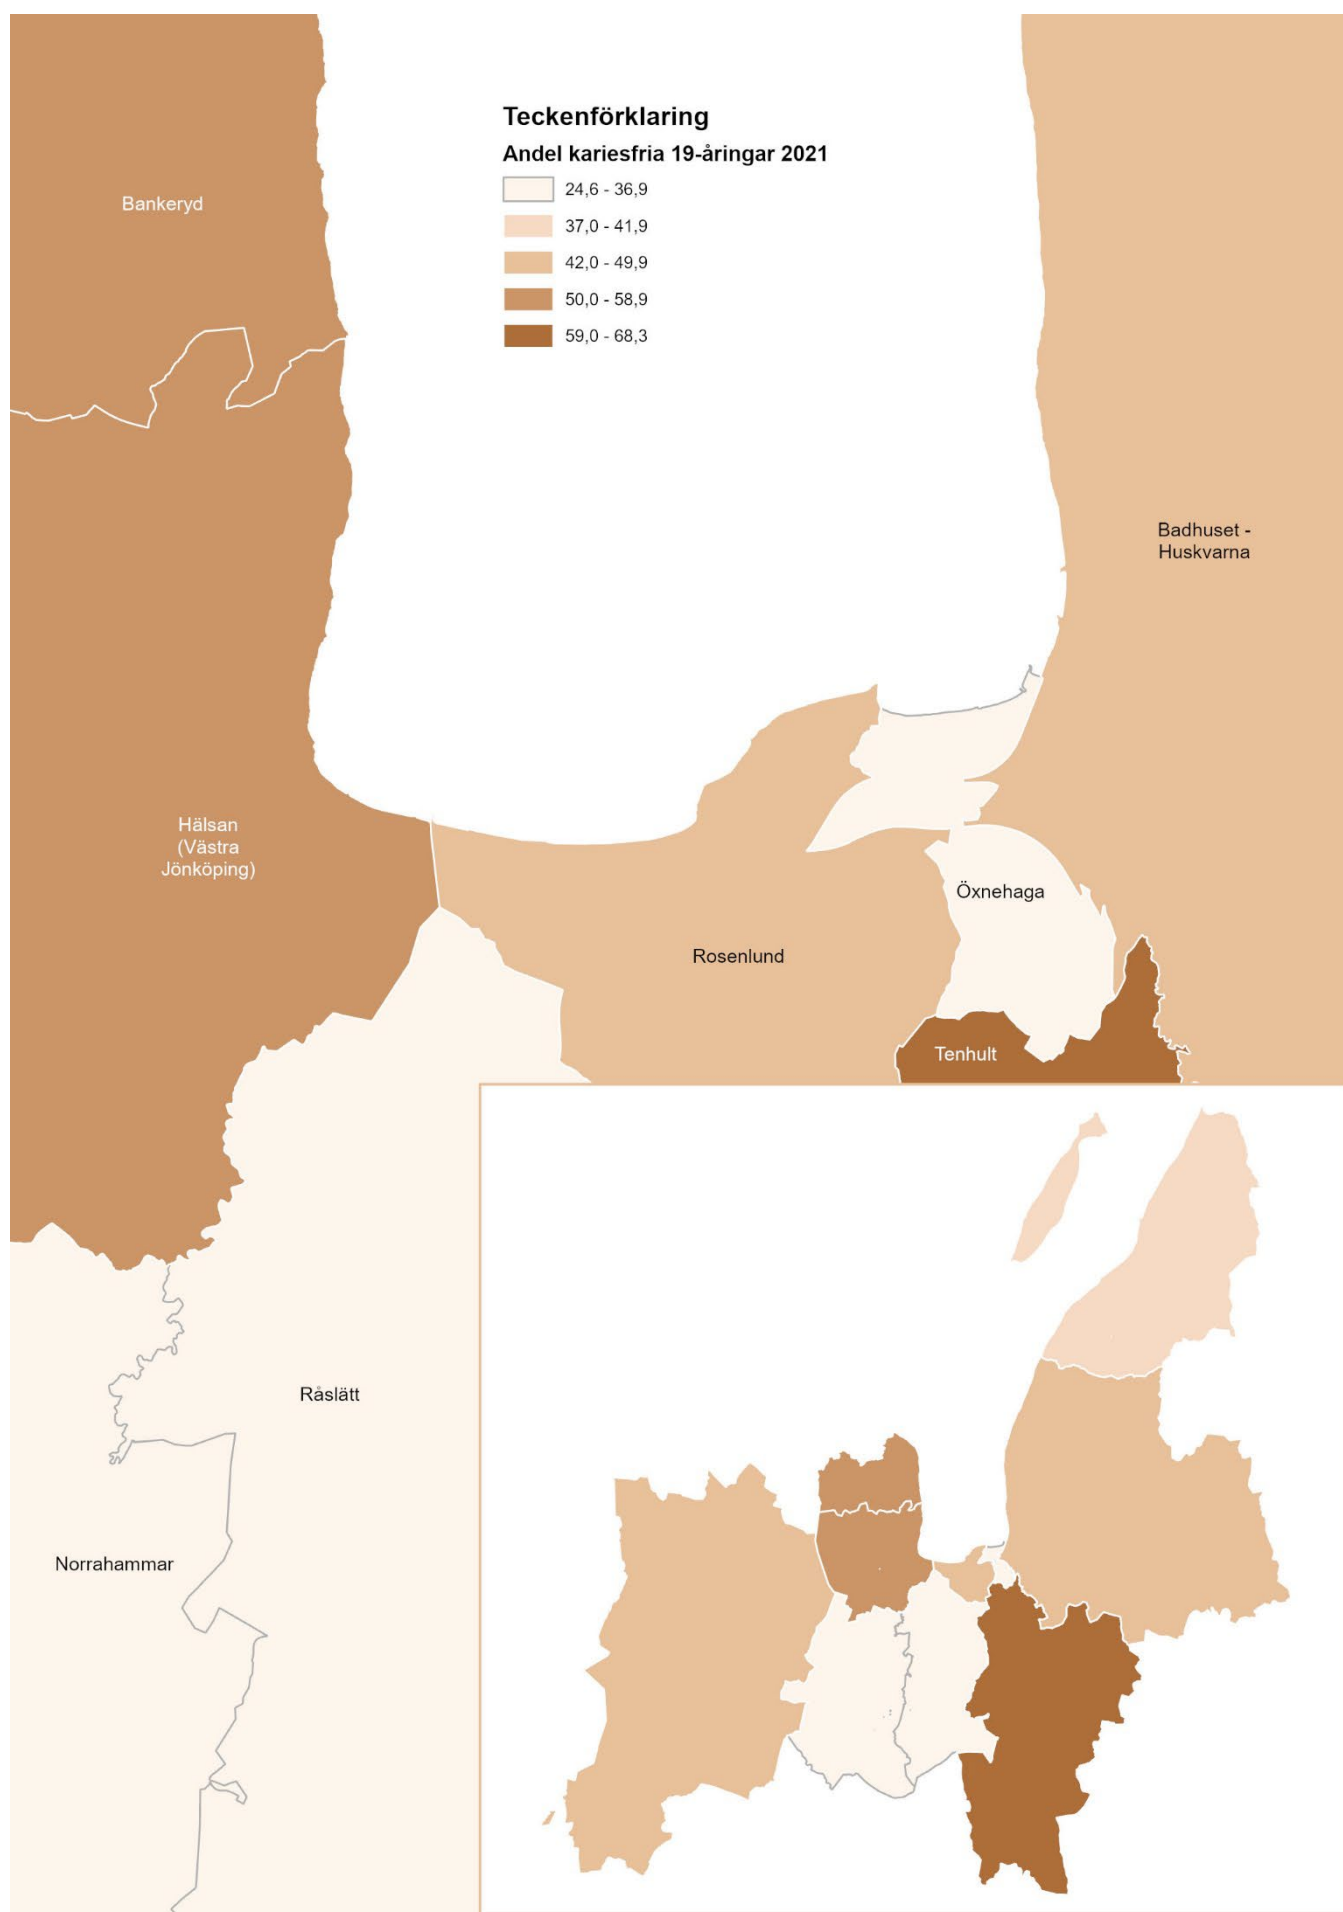 Teckenförklaring
Andel kariesfria 19-åringar 2021
24,6 - 36,9
37,0 - 41,9
42,0 - 49,9
50,0 - 58,9
59,0 - 68,3
Bankeryd
Badhuset -
Huskvarna
Hälsan
(Västra
Jönköping)
Öxnehaga
Rosenlund
Tenhult
Råslätt
Norrahammar